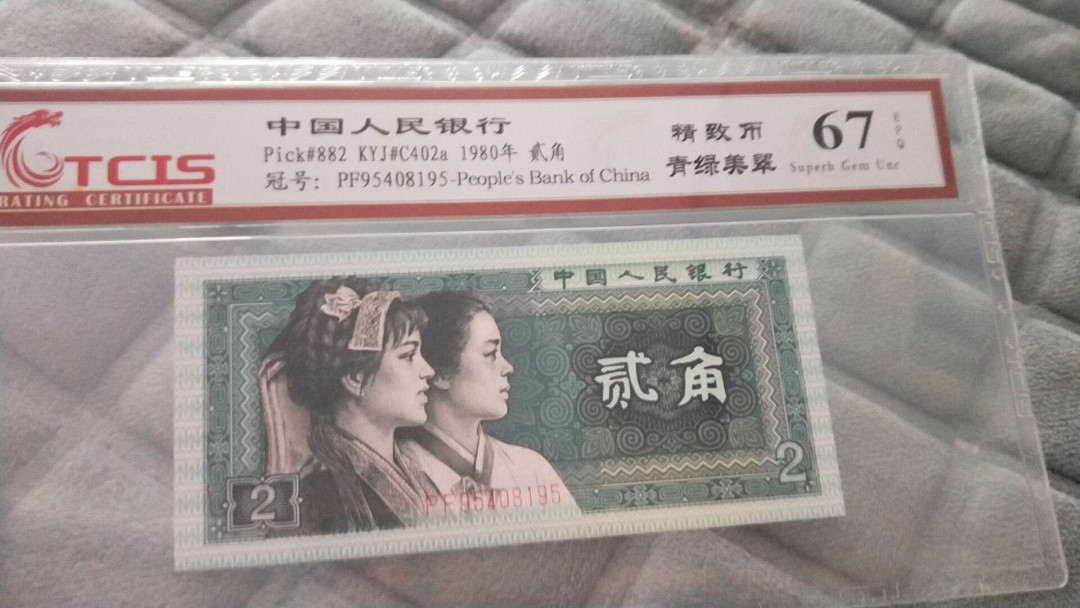 TCIS
RATING CERTIFICATE
中国人民银行
Pick#882 KYJ#C402a 1980年 贰角
冠号: PF95408195-People's Bank of China
精致币
青绿美翠
67
EPQ
Superb Gem Unc
中国人民银行
贰角
2
2
PF95408195